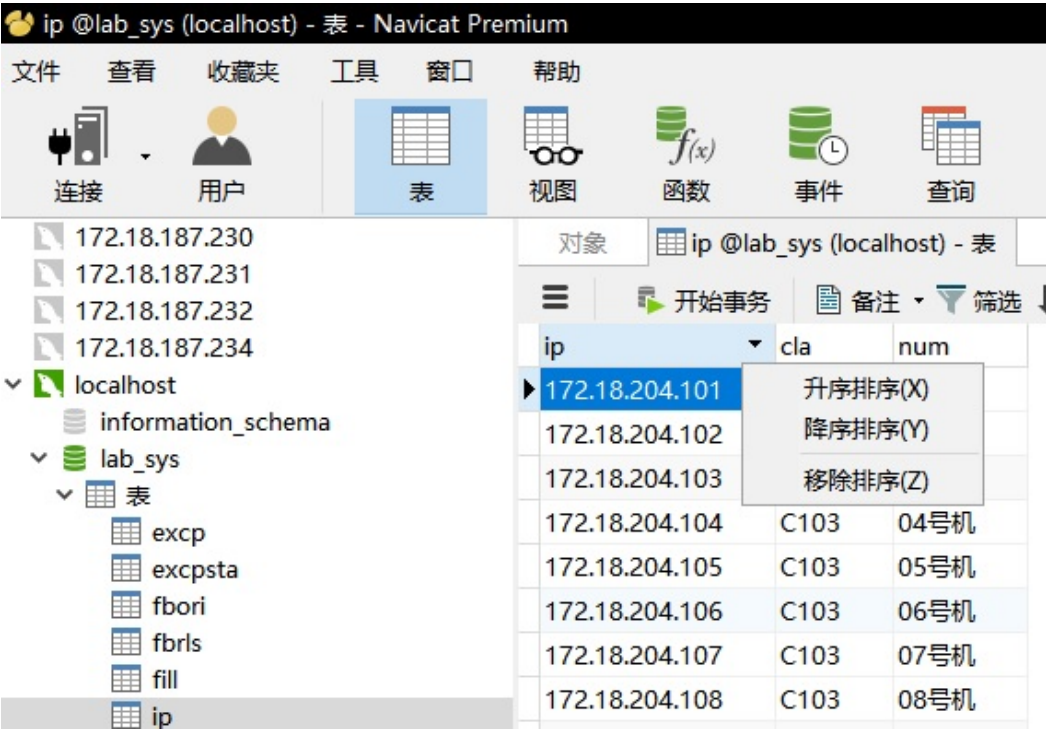 ip @lab_sys (localhost) - 表 - Navicat Premium
文件 查看 收藏夹 工具 窗口 帮助
连接 用户 表 视图 函数 事件 查询
172.18.187.230
172.18.187.231
172.18.187.232
172.18.187.234
localhost
information_schema
lab_sys
表
excp
excpsta
fbori
fbrls
fill
ip
对象 ip @lab_sys (localhost) - 表
开始事务 备注 筛选
ip cla num
172.18.204.101
172.18.204.102
172.18.204.103
172.18.204.104 C103 04号机
172.18.204.105 C103 05号机
172.18.204.106 C103 06号机
172.18.204.107 C103 07号机
172.18.204.108 C103 08号机
升序排序(X)
降序排序(Y)
移除排序(Z)